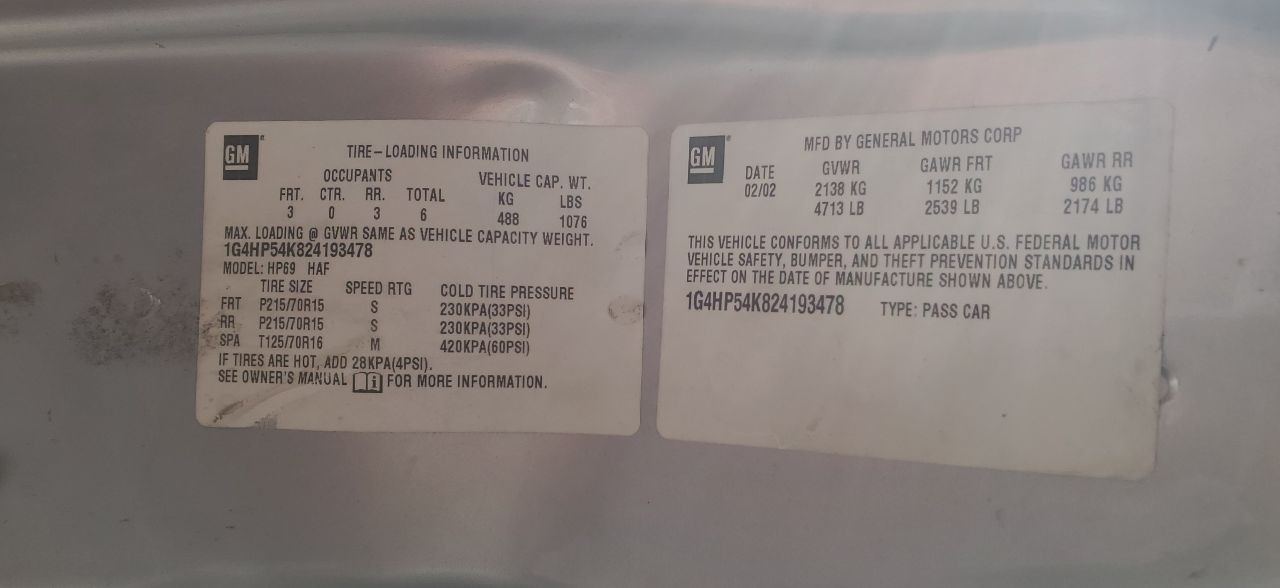 GM
TIRE-LOADING INFORMATION
OCCUPANTS VEHICLE CAP. WT.
FRT. CTR. RR. TOTAL KG LBS
3 0 3 6 488 1076
MAX. LOADING @ GVWR SAME AS VEHICLE CAPACITY WEIGHT.
1G4HP54K824193478
MODEL: HP69 HAF
TIRE SIZE SPEED RTG COLD TIRE PRESSURE
FRT P215/70R15 S 230KPA(33PSI)
RR P215/70R15 S 230KPA(33PSI)
SPA T125/70R16 M 420KPA(60PSI)
IF TIRES ARE HOT, ADD 28KPA(4PSI).
SEE OWNER'S MANUAL i FOR MORE INFORMATION.
GM
MFD BY GENERAL MOTORS CORP
DATE GVWR GAWR FRT GAWR RR
02/02 2138 KG 1152 KG 986 KG
4713 LB 2539 LB 2174 LB
THIS VEHICLE CONFORMS TO ALL APPLICABLE U.S. FEDERAL MOTOR
VEHICLE SAFETY, BUMPER, AND THEFT PREVENTION STANDARDS IN
EFFECT ON THE DATE OF MANUFACTURE SHOWN ABOVE.
1G4HP54K824193478 TYPE: PASS CAR